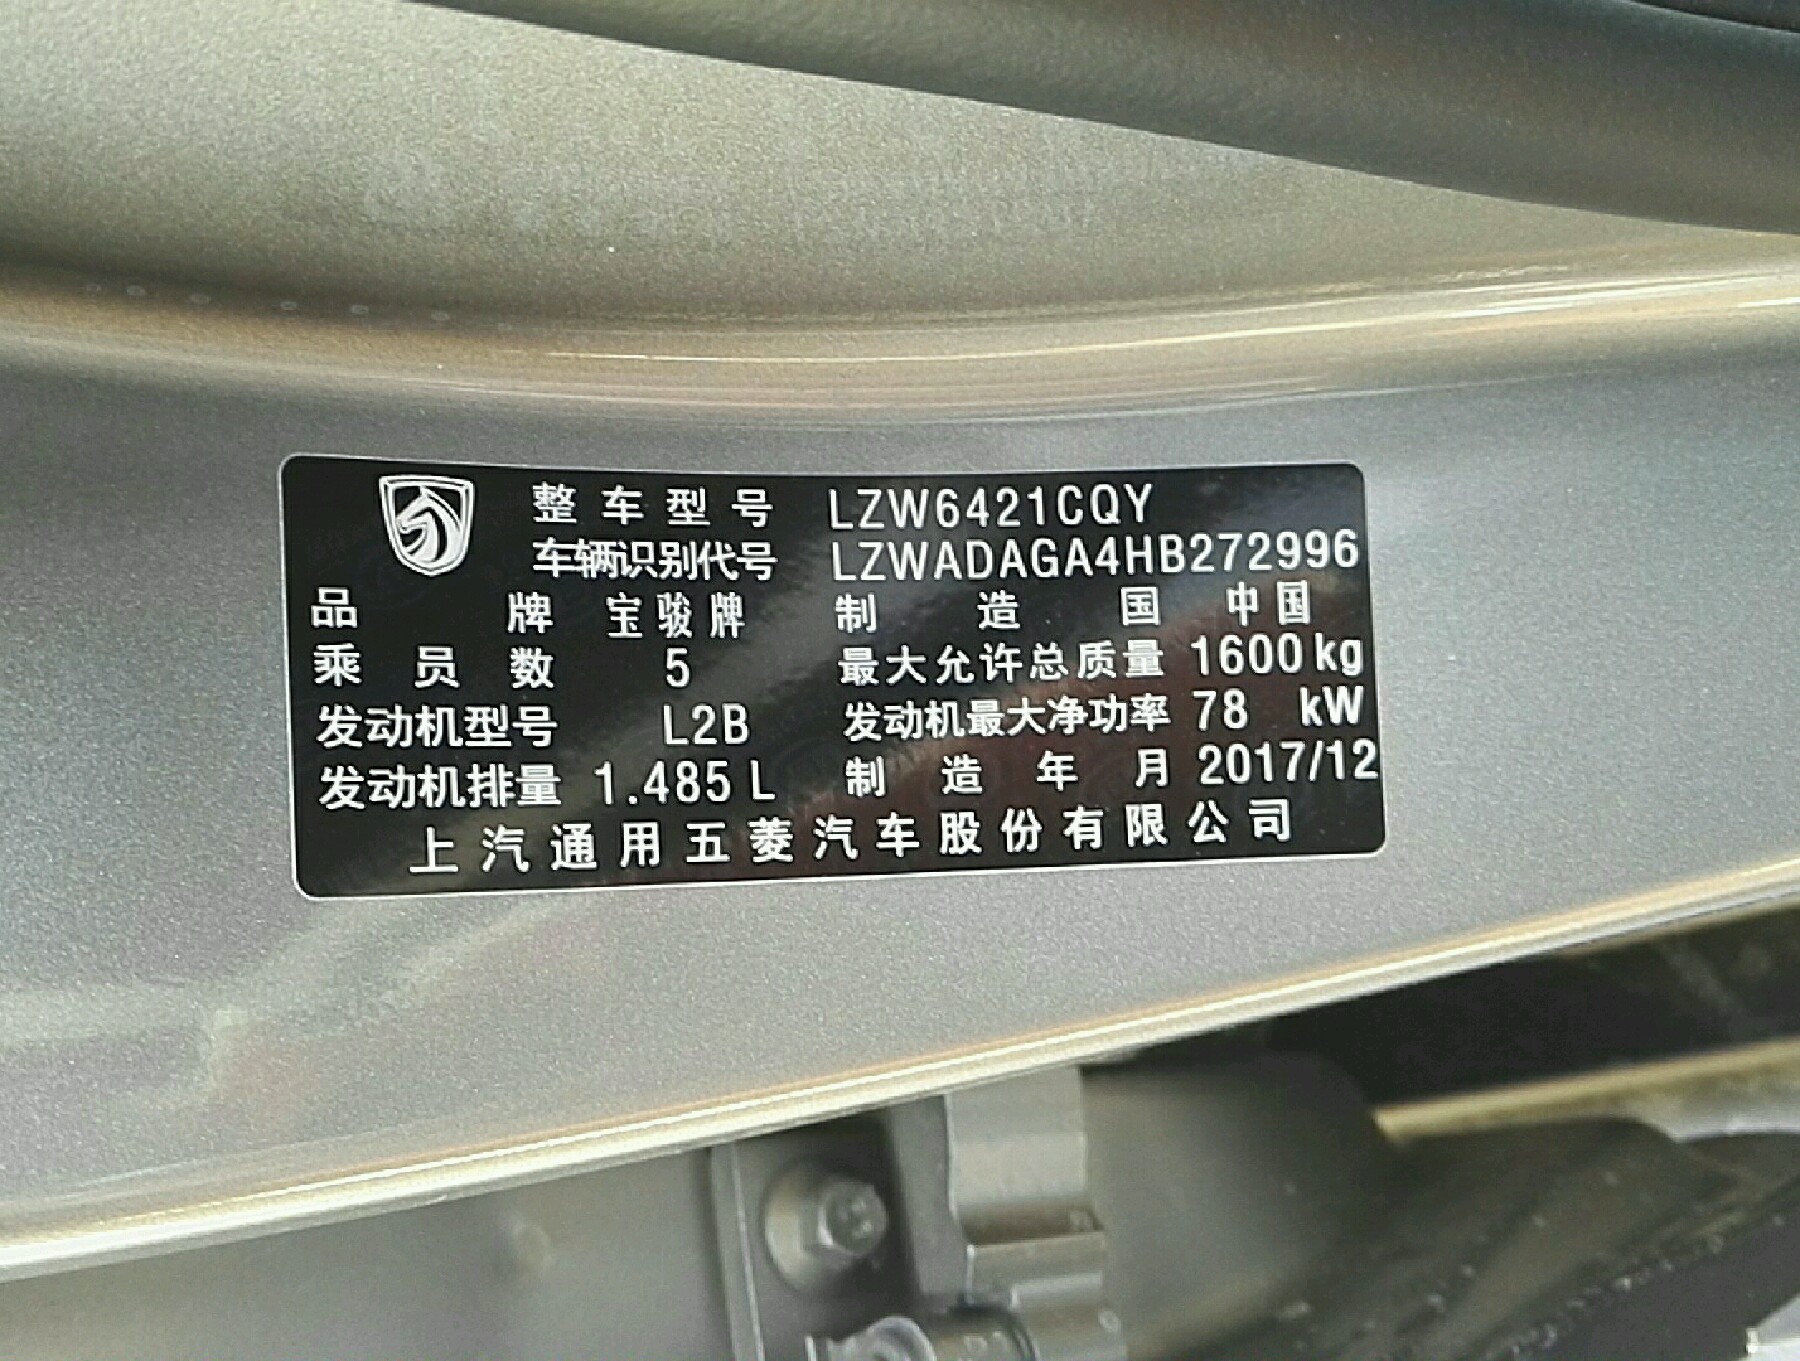 整车型号 LZW6421CQY
车辆识别代号 LZWADAGA4HB272996
品牌 宝骏牌 制造国 中国
乘员数 5 最大允许总质量 1600 kg
发动机型号 L2B 发动机最大净功率 78 kW
发动机排量 1.485 L 制造年月 2017/12
上汽通用五菱汽车股份有限公司